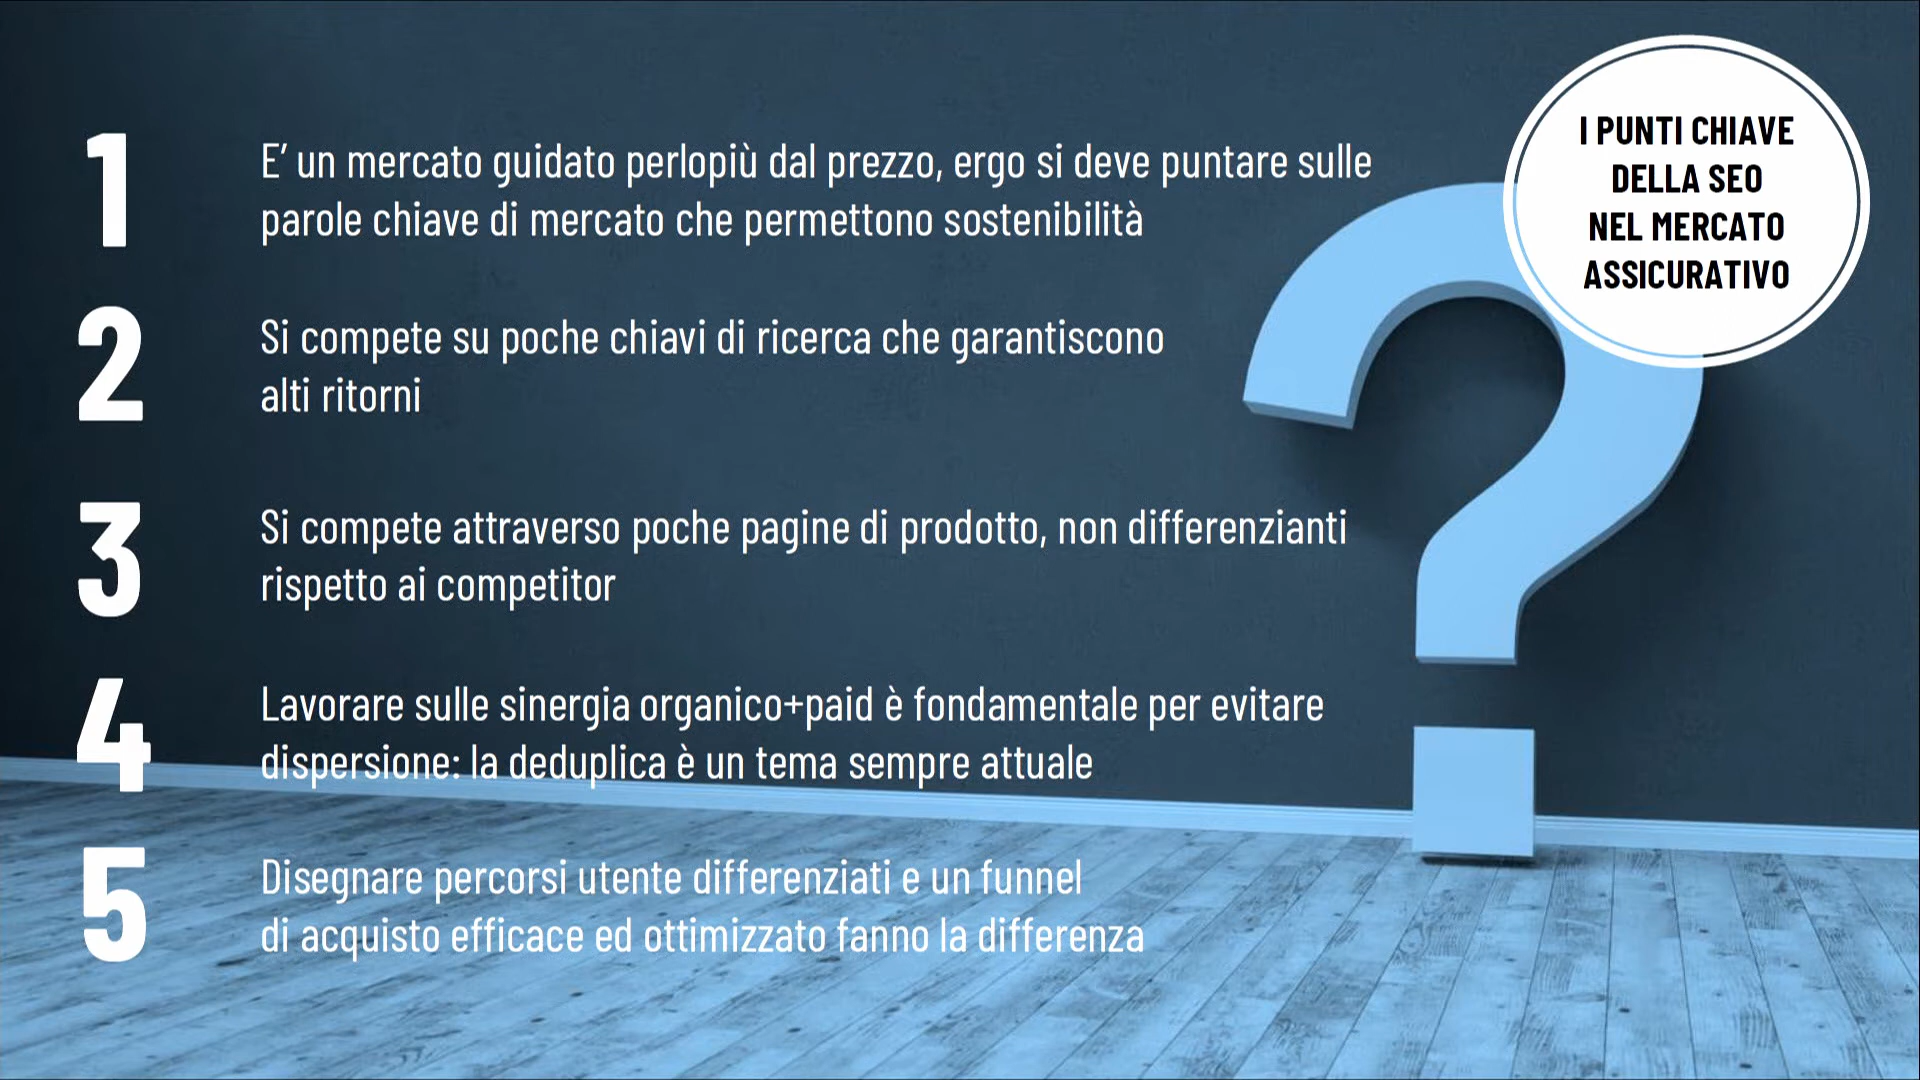 I PUNTI CHIAVE
DELLA SEO
NEL MERCATO
ASSICURATIVO
1
E’ un mercato guidato perlopiù dal prezzo, ergo si deve puntare sulle
parole chiave di mercato che permettono sostenibilità
2
Si compete su poche chiavi di ricerca che garantiscono
alti ritorni
3
Si compete attraverso poche pagine di prodotto, non differenzianti
rispetto ai competitor
4
Lavorare sulle sinergia organico+paid è fondamentale per evitare
dispersione: la deduplica è un tema sempre attuale
5
Disegnare percorsi utente differenziati e un funnel
di acquisto efficace ed ottimizzato fanno la differenza